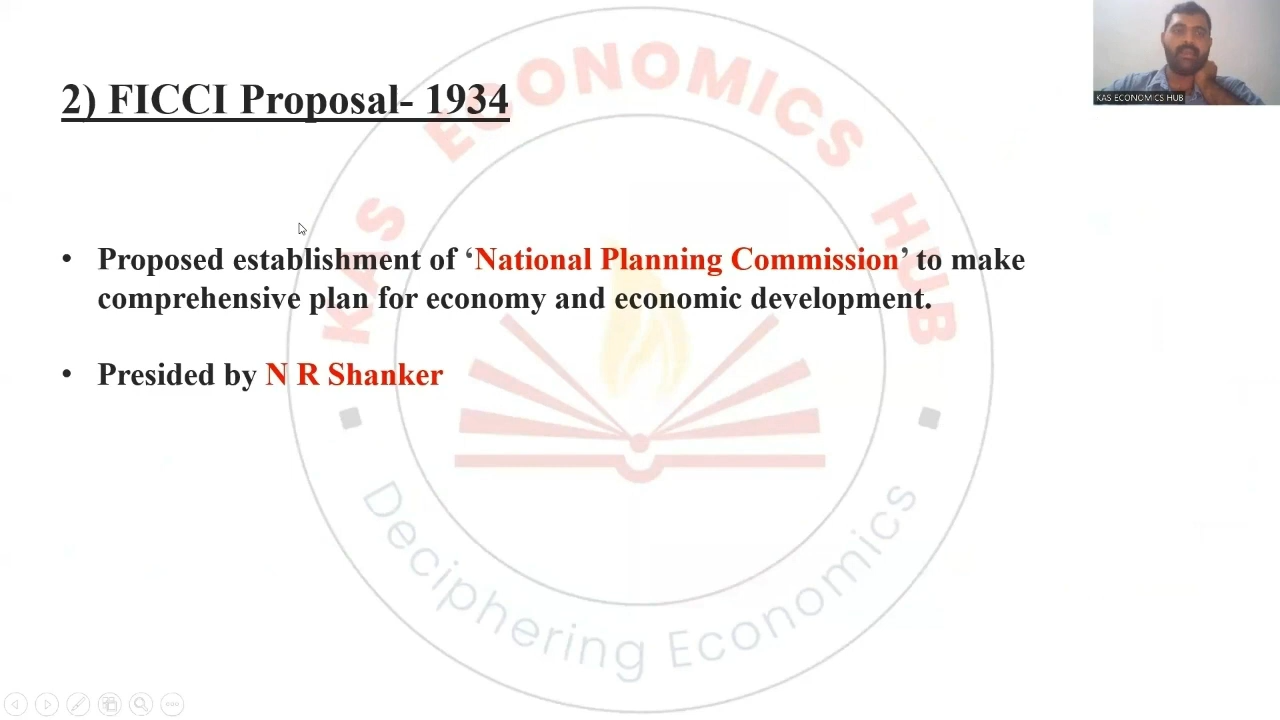 2) FICCI Proposal- 1934
• Proposed establishment of ‘National Planning Commission’ to make
comprehensive plan for economy and economic development.
• Presided by N R Shanker
KAS ECONOMICS HUB
Deciphering Economics
KAS ECONOMICS HUB